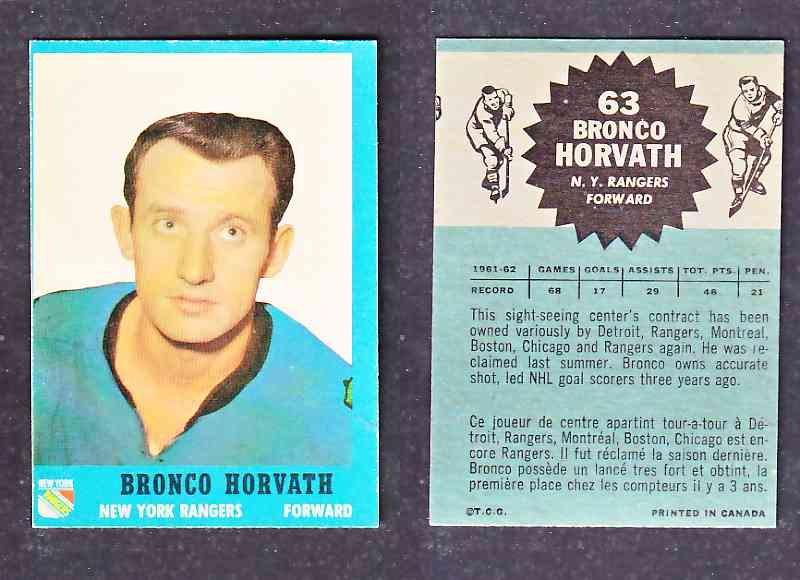 NEW YORK
RANGERS
BRONCO HORVATH
NEW YORK RANGERS FORWARD
63
BRONCO
HORVATH
N. Y. RANGERS
FORWARD
1961-62 GAMES GOALS ASSISTS TOT. PTS. PEN.
RECORD 68 17 29 46 21
This sight-seeing center's contract has been
owned variously by Detroit, Rangers, Montreal,
Boston, Chicago and Rangers again. He was re-
claimed last summer. Bronco owns accurate
shot, led NHL goal scorers three years ago.
Ce joueur de centre apartint tour-a-tour à Dé-
troit, Rangers, Montréal, Boston, Chicago est en-
core Rangers. Il fut réclamé la saison dernière.
Bronco possède un lancé tres fort et obtint, la
première place chez les compteurs il y a 3 ans.
©T.C.G. PRINTED IN CANADA